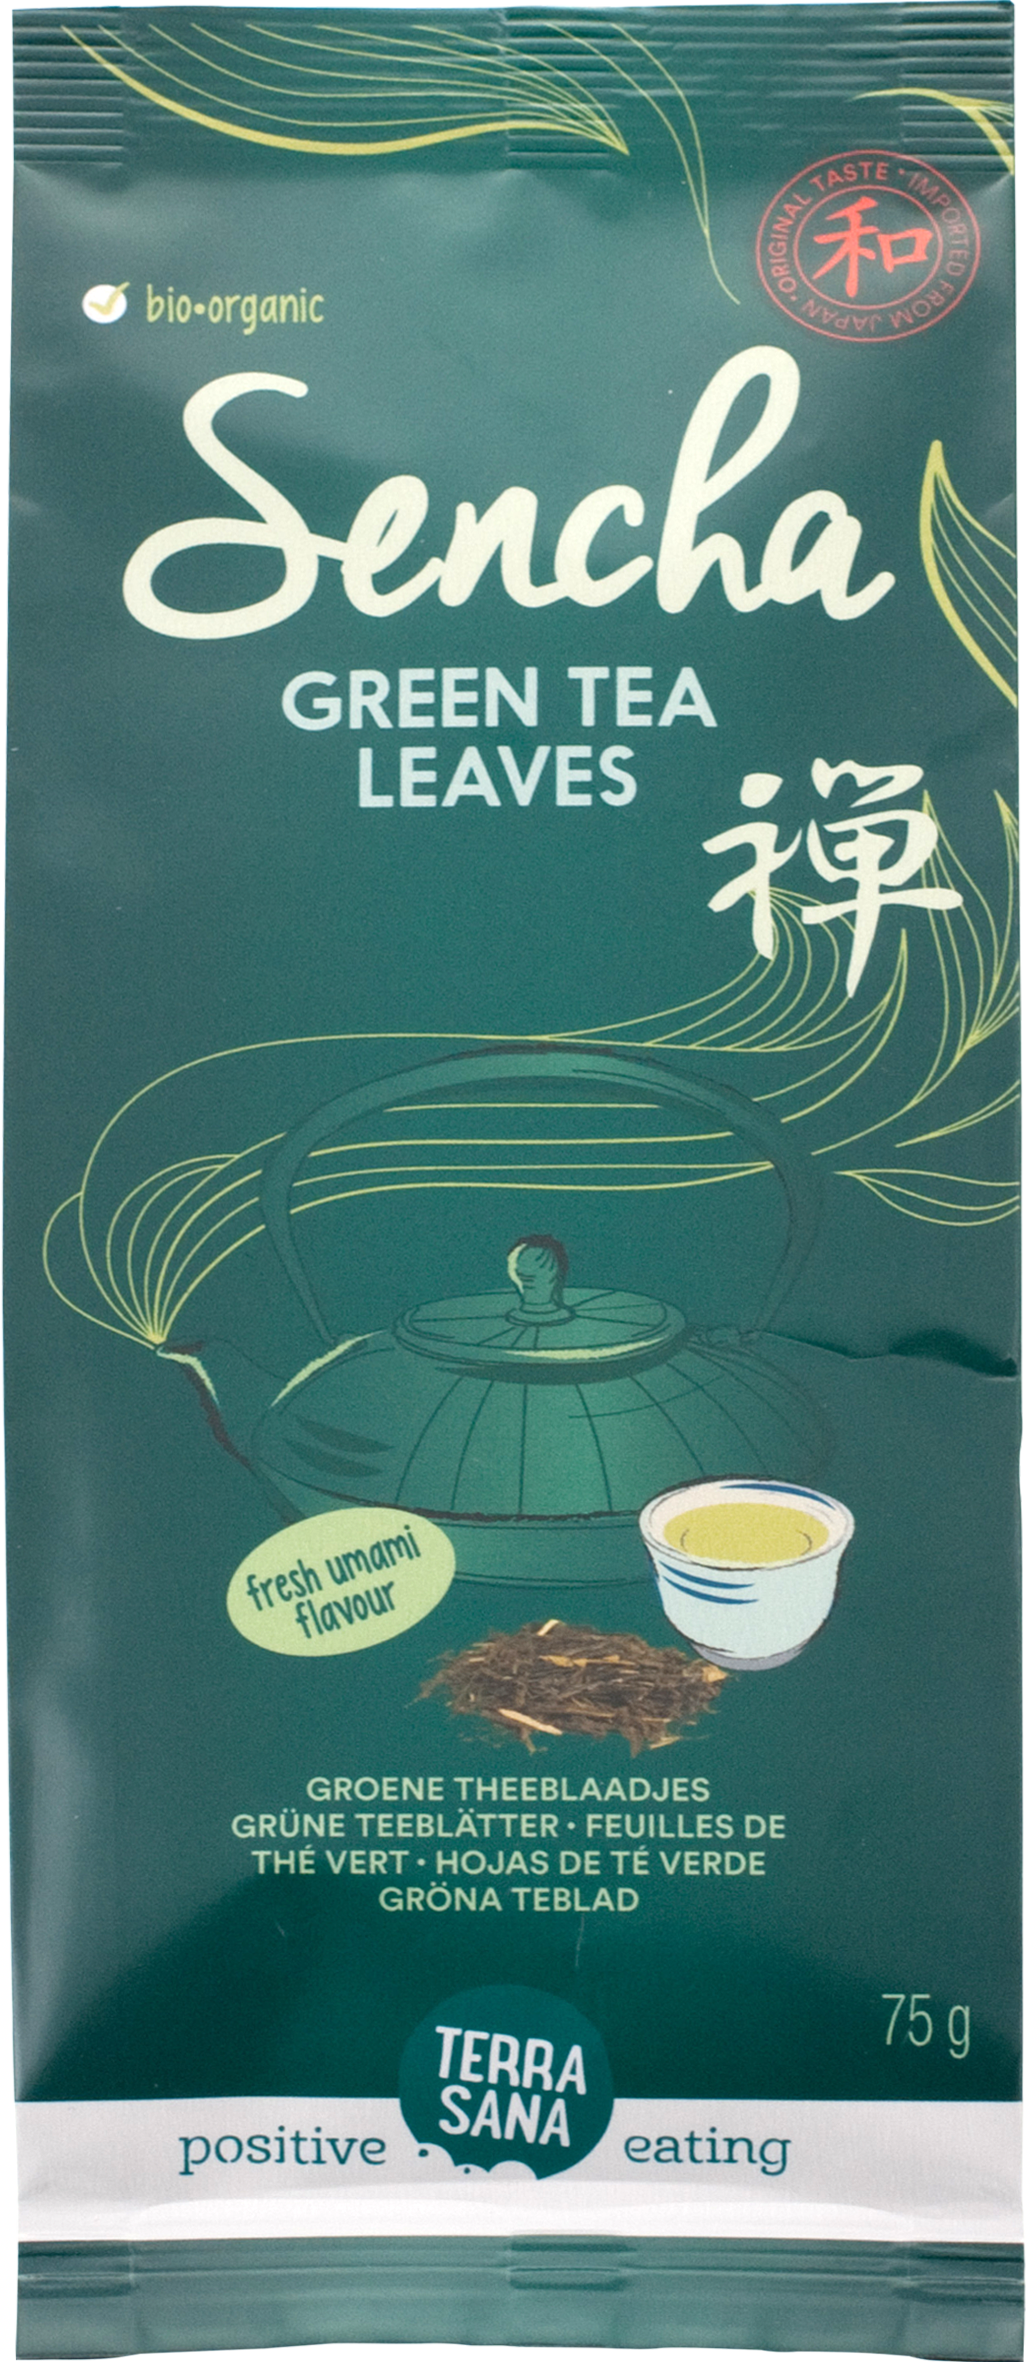 ORIGINAL TASTE • IMPORTED FROM JAPAN •
和
bio•organic
Sencha
GREEN TEA
LEAVES
禅
fresh umami
flavour
GROENE THEEBLAADJES
GRÜNE TEEBLÄTTER • FEUILLES DE
THÉ VERT • HOJAS DE TÉ VERDE
GRÖNA TEBLAD
75 g
TERRA
SANA
positive eating